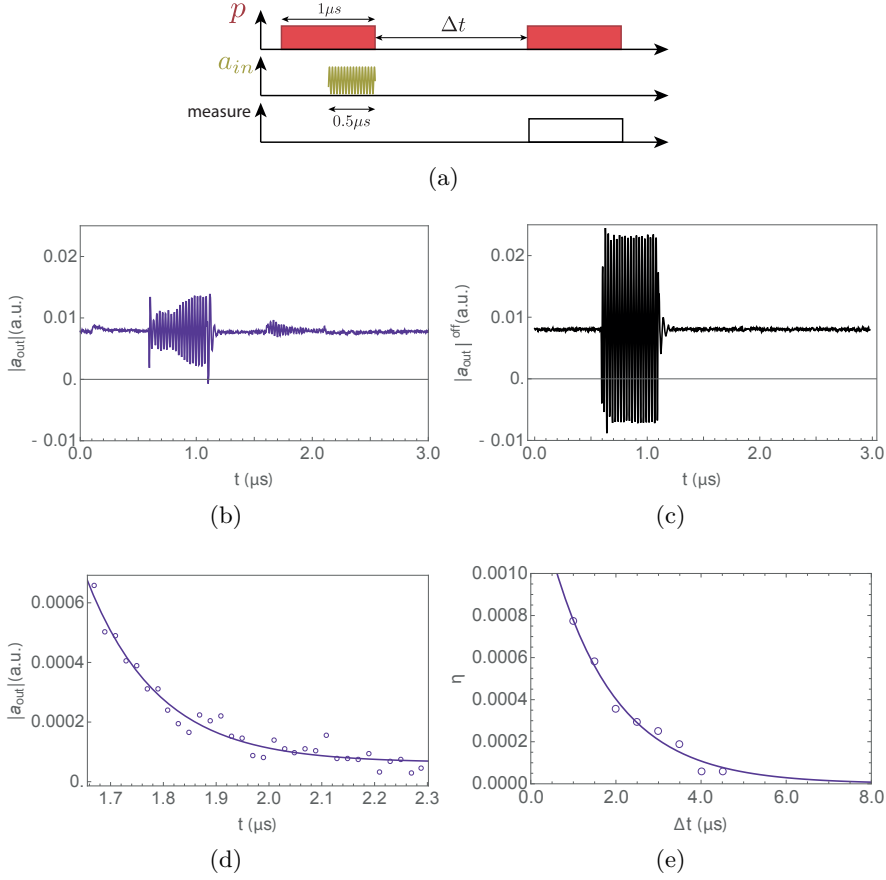 p
1μs
Δt
a_in
measure
0.5μs
(a)
|a_out|(a.u.)
0.02
0.01
0.
- 0.01
0.0 1.0 2.0 3.0
t (μs)
(b)
|a_out|^off(a.u.)
0.02
0.01
0.
- 0.01
0.0 1.0 2.0 3.0
t (μs)
(c)
|a_out|(a.u.)
0.0006
0.0004
0.0002
0.
1.7 1.8 1.9 2.0 2.1 2.2 2.3
t (μs)
(d)
η
0.0010
0.0008
0.0006
0.0004
0.0002
0.0000
0.0 2.0 4.0 6.0 8.0
Δt (μs)
(e)